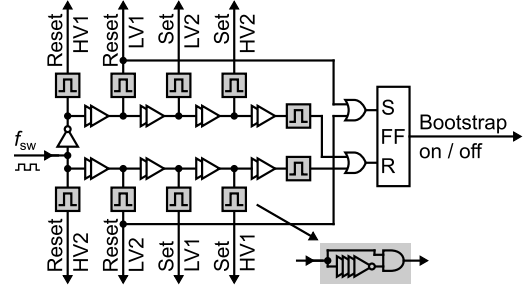 Reset HV1
Reset LV1
Set LV2
Set HV2
f_sw
S
FF
R
Bootstrap
on / off
Reset HV2
Reset LV2
Set LV1
Set HV1